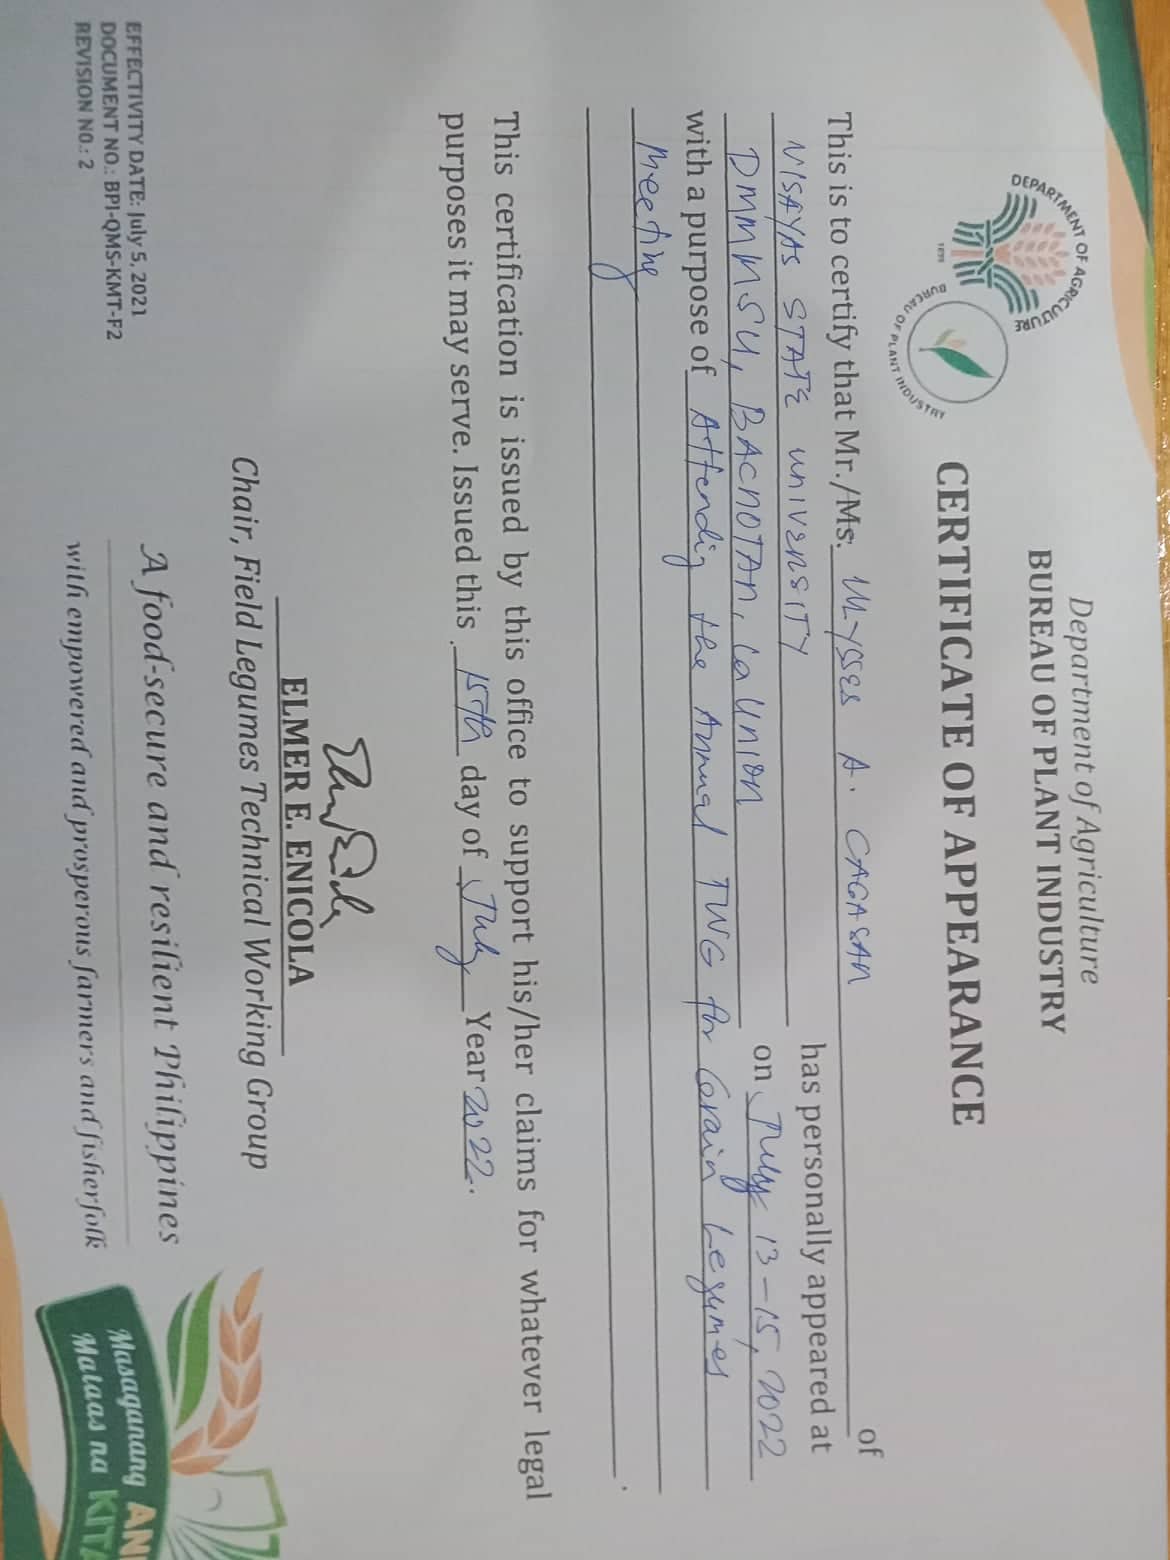 DEPARTMENT OF AGRICULTURE
1898
BUREAU OF PLANT INDUSTRY
Department of Agriculture
BUREAU OF PLANT INDUSTRY
CERTIFICATE OF APPEARANCE
This is to certify that Mr./Ms. ULYSSES A. CAGASAN of
VISAYAS STATE UNIVERSITY has personally appeared at
DMMMSU, BACNOTAN, La UNION on July 13-15, 2022
with a purpose of Attending the Annual TWG for Grain Legumes
Meeting
.
This certification is issued by this office to support his/her claims for whatever legal
purposes it may serve. Issued this 15th day of July Year 2022.
ELMER E. ENICOLA
Chair, Field Legumes Technical Working Group
A food-secure and resilient Philippines
with empowered and prosperous farmers and fisherfolk
EFFECTIVITY DATE: July 5, 2021
DOCUMENT NO.: BPI-QMS-KMT-F2
REVISION NO.: 2
Masaganang ANI
Mataas na KITA